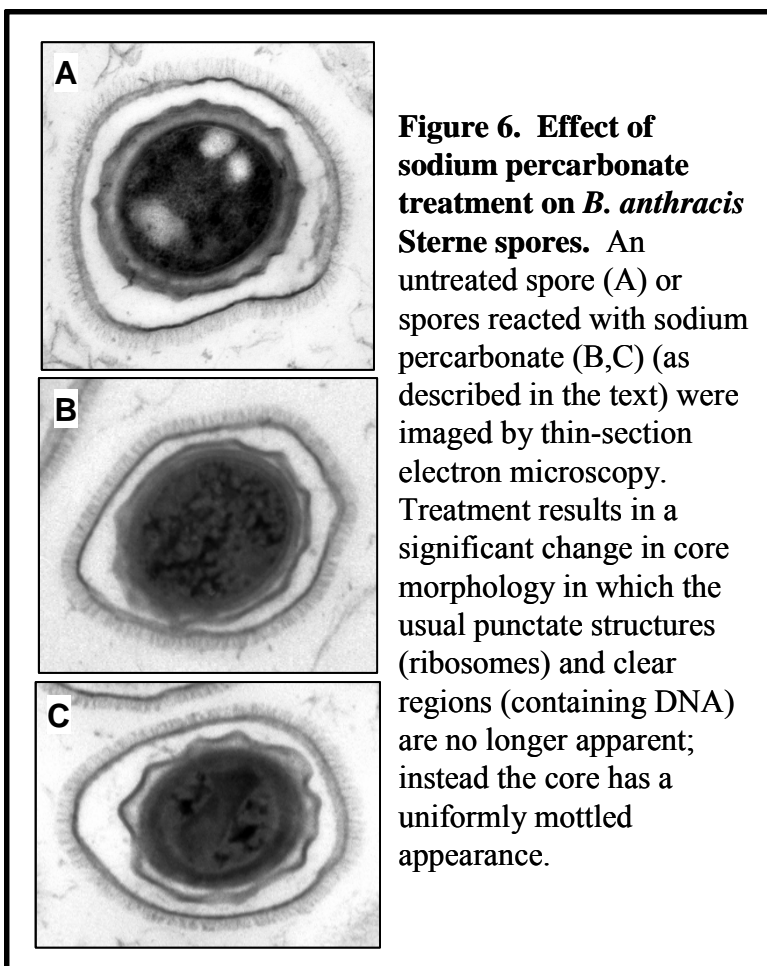 A
B
C
Figure 6. Effect of
sodium percarbonate
treatment on B. anthracis
Sterne spores. An
untreated spore (A) or
spores reacted with sodium
percarbonate (B,C) (as
described in the text) were
imaged by thin-section
electron microscopy.
Treatment results in a
significant change in core
morphology in which the
usual punctate structures
(ribosomes) and clear
regions (containing DNA)
are no longer apparent;
instead the core has a
uniformly mottled
appearance.